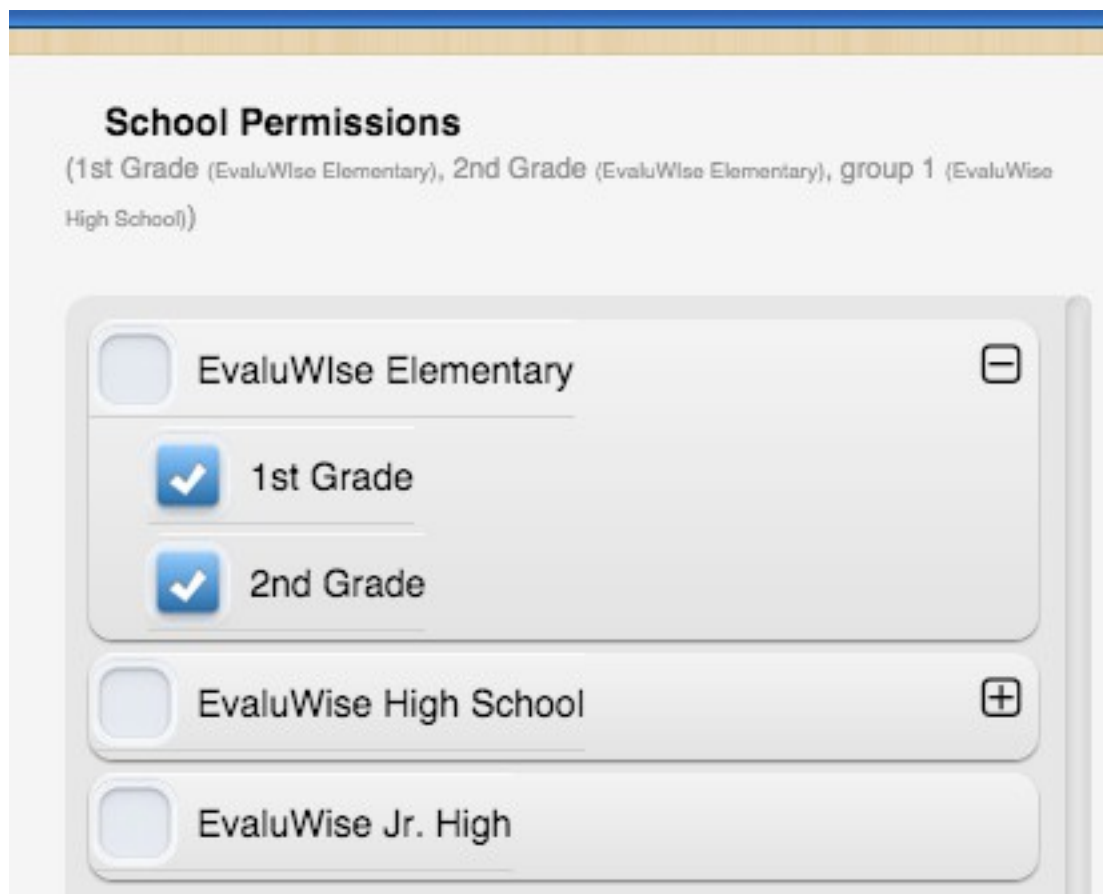 School Permissions
(1st Grade (EvaluWIse Elementary), 2nd Grade (EvaluWIse Elementary), group 1 (EvaluWise
High School))
EvaluWIse Elementary
1st Grade
2nd Grade
EvaluWise High School
EvaluWise Jr. High